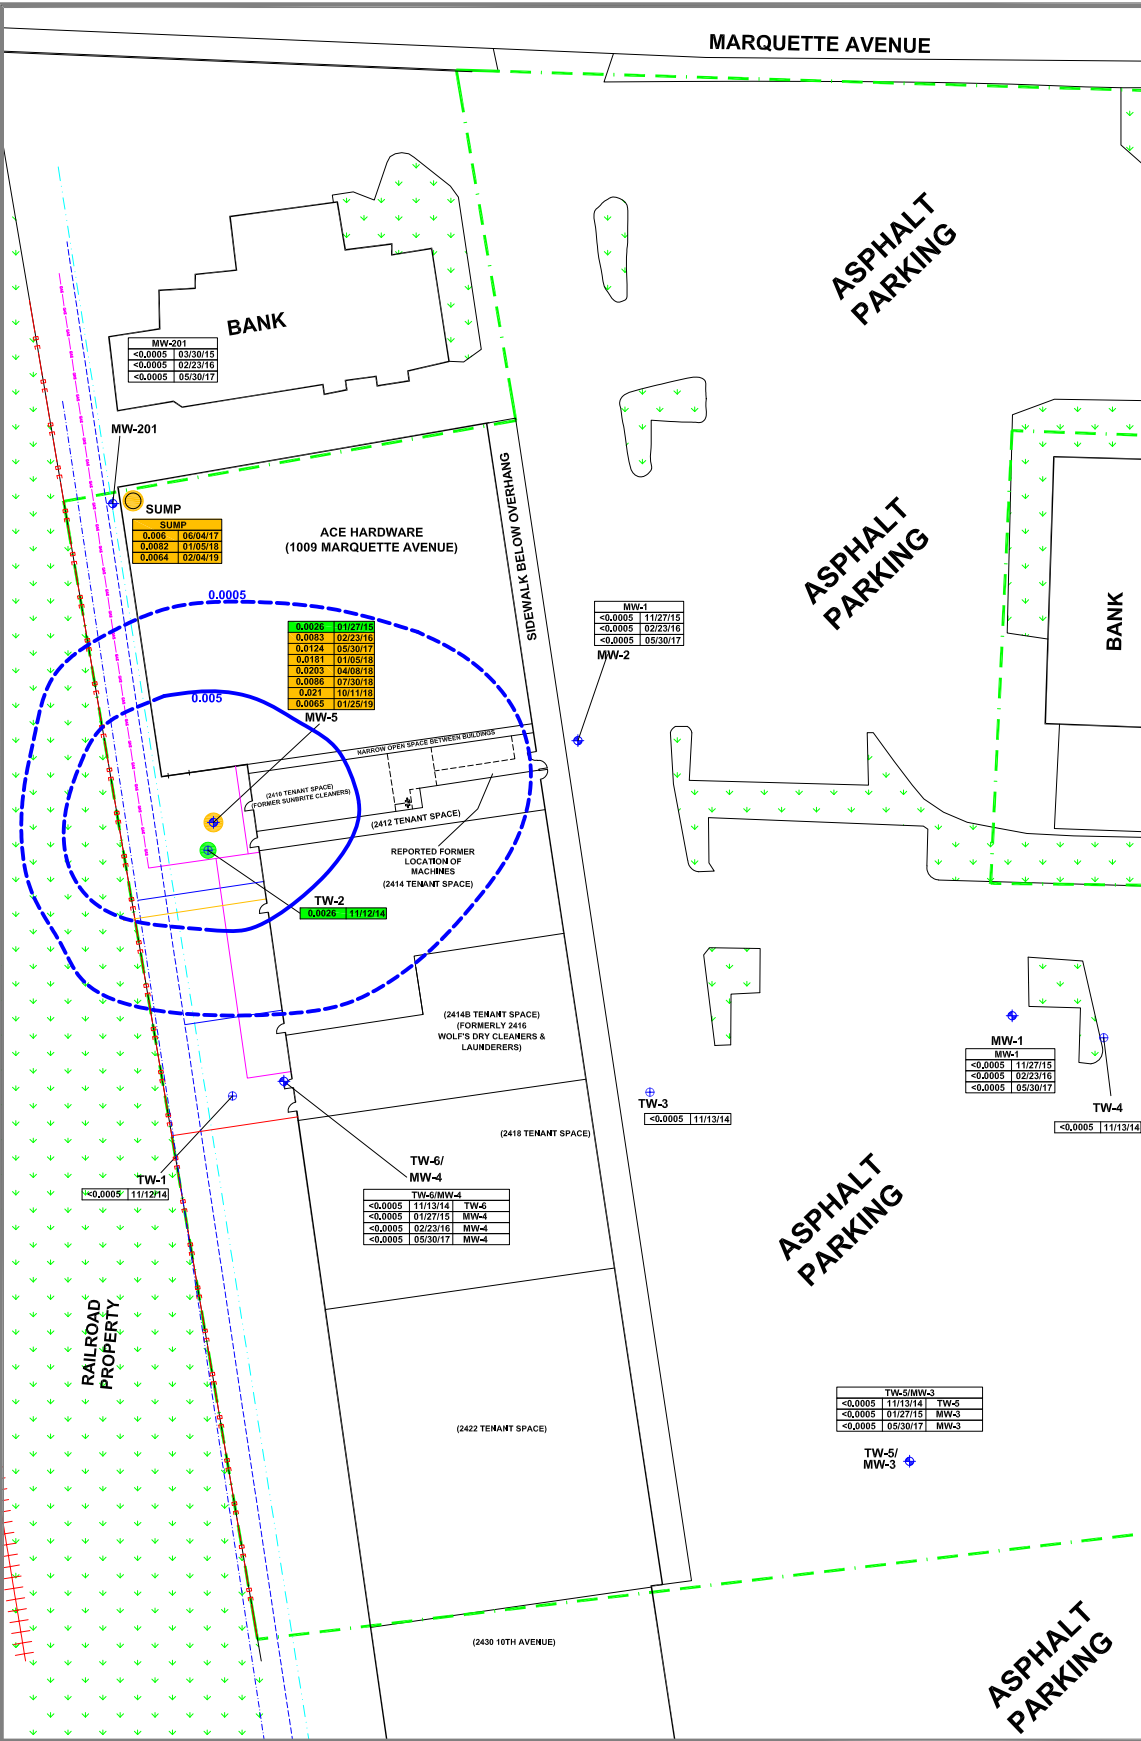 MARQUETTE AVENUE
ASPHALT
PARKING
BANK
MW-201
<0.0005 03/30/15
<0.0005 02/23/16
<0.0005 05/30/17
MW-201
SUMP
SUMP
0.006 06/04/17
0.0082 01/05/18
0.0064 02/04/19
ACE HARDWARE
(1009 MARQUETTE AVENUE)
SIDEWALK BELOW OVERHANG
ASPHALT
PARKING
BANK
0.0005
0.005
0.0026 01/27/15
0.0083 02/23/16
0.0124 05/30/17
0.0181 01/05/18
0.0203 04/08/18
0.0086 07/30/18
0.021 10/11/18
0.0065 01/25/19
MW-5
MW-1
<0.0005 11/27/15
<0.0005 02/23/16
<0.0005 05/30/17
MW-2
NARROW OPEN SPACE BETWEEN BUILDINGS
(2410 TENANT SPACE)
(FORMER SUNBRITE CLEANERS)
(2412 TENANT SPACE)
REPORTED FORMER
LOCATION OF
MACHINES
(2414 TENANT SPACE)
TW-2
0.0026 11/12/14
(2414B TENANT SPACE)
(FORMERLY 2416
WOLF'S DRY CLEANERS &
LAUNDERERS)
MW-1
MW-1
<0.0005 11/27/15
<0.0005 02/23/16
<0.0005 05/30/17
TW-3
<0.0005 11/13/14
TW-4
<0.0005 11/13/14
(2418 TENANT SPACE)
TW-1
<0.0005 11/12/14
TW-6/
MW-4
TW-6/MW-4
<0.0005 11/13/14 TW-6
<0.0005 01/27/15 MW-4
<0.0005 02/23/16 MW-4
<0.0005 05/30/17 MW-4
ASPHALT
PARKING
RAILROAD
PROPERTY
(2422 TENANT SPACE)
TW-5/MW-3
<0.0005 11/13/14 TW-5
<0.0005 01/27/15 MW-3
<0.0005 05/30/17 MW-3
TW-5/
MW-3
(2430 10TH AVENUE)
ASPHALT
PARKING